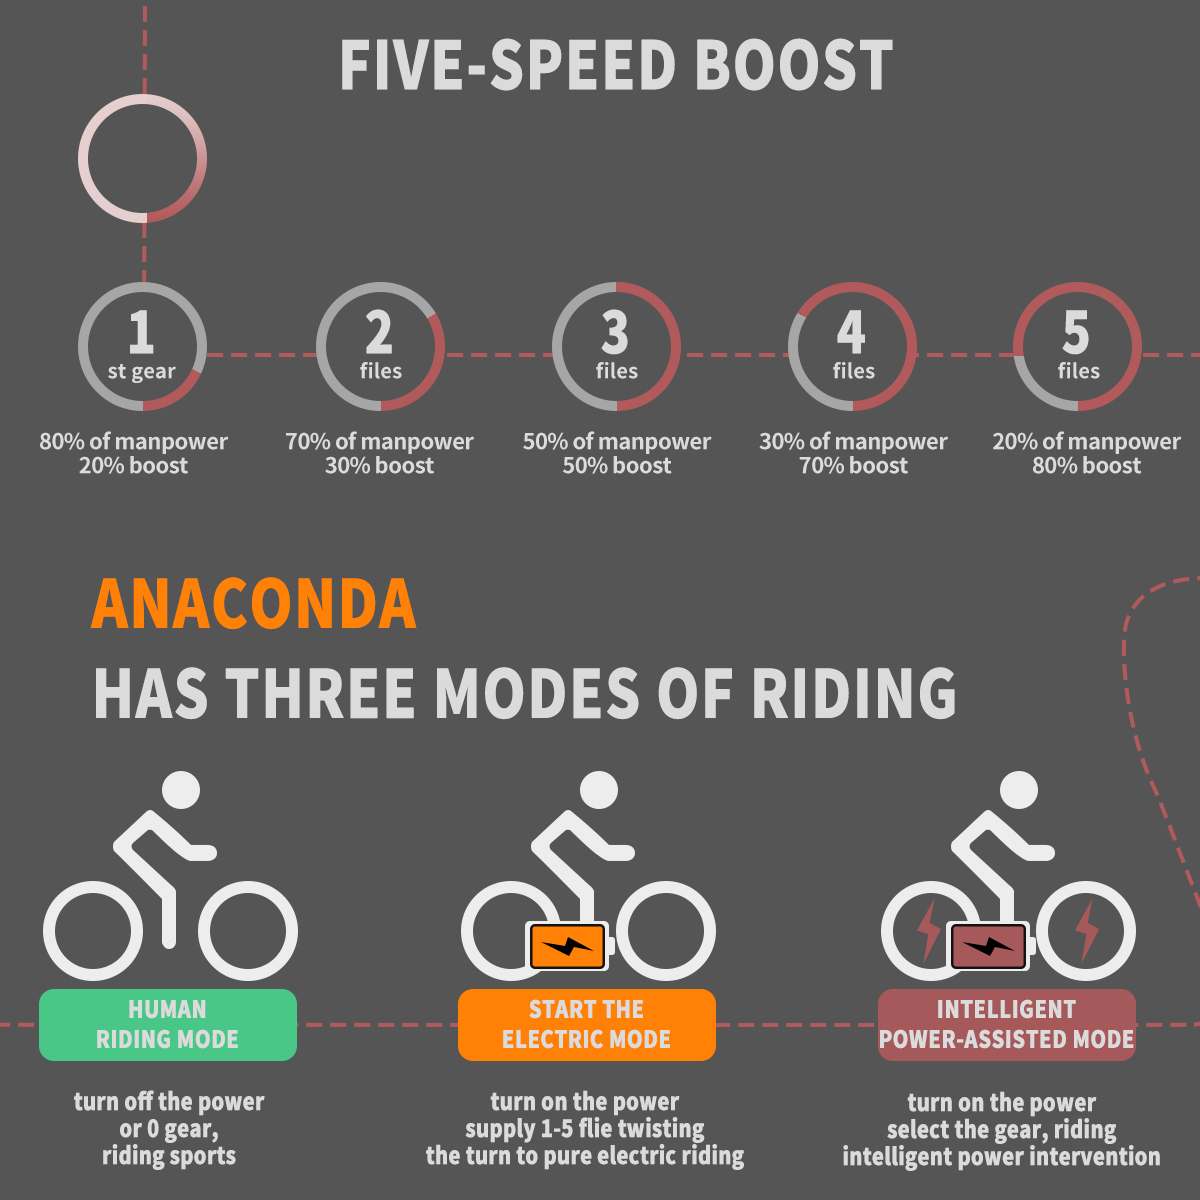 FIVE-SPEED BOOST
1
st gear
80% of manpower
20% boost
2
files
70% of manpower
30% boost
3
files
50% of manpower
50% boost
4
files
30% of manpower
70% boost
5
files
20% of manpower
80% boost
ANACONDA
HAS THREE MODES OF RIDING
HUMAN
RIDING MODE
turn off the power
or 0 gear,
riding sports
START THE
ELECTRIC MODE
turn on the power
supply 1-5 flie twisting
the turn to pure electric riding
INTELLIGENT
POWER-ASSISTED MODE
turn on the power
select the gear, riding
intelligent power intervention